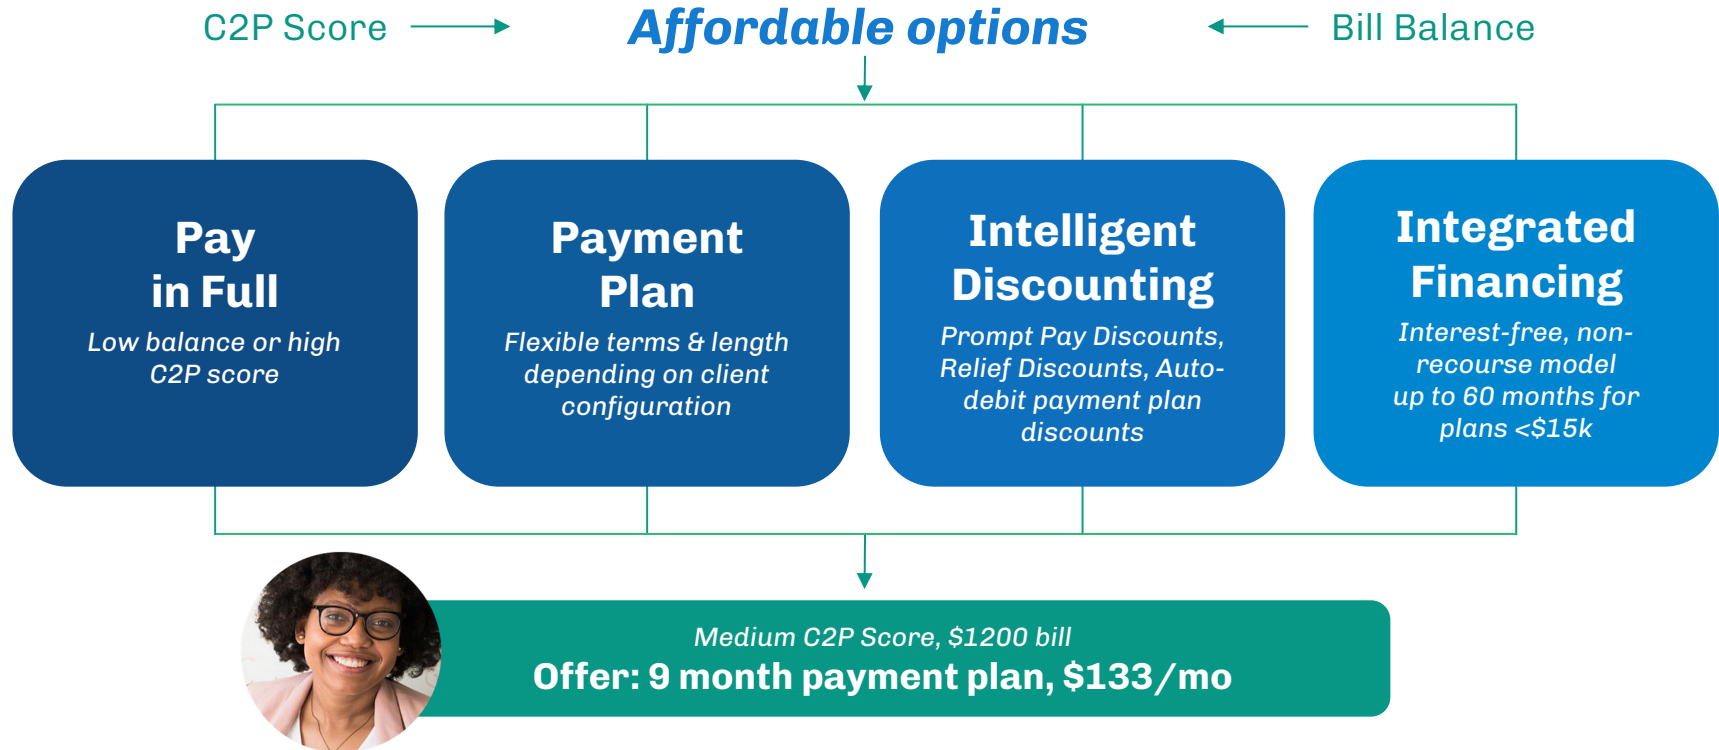 C2P Score
Affordable options
Bill Balance
Pay
in Full
Low balance or high
C2P score
Payment
Plan
Flexible terms & length
depending on client
configuration
Intelligent
Discounting
Prompt Pay Discounts,
Relief Discounts, Auto-
debit payment plan
discounts
Integrated
Financing
Interest-free, non-
recourse model
up to 60 months for
plans <$15k
Medium C2P Score, $1200 bill
Offer: 9 month payment plan, $133/mo